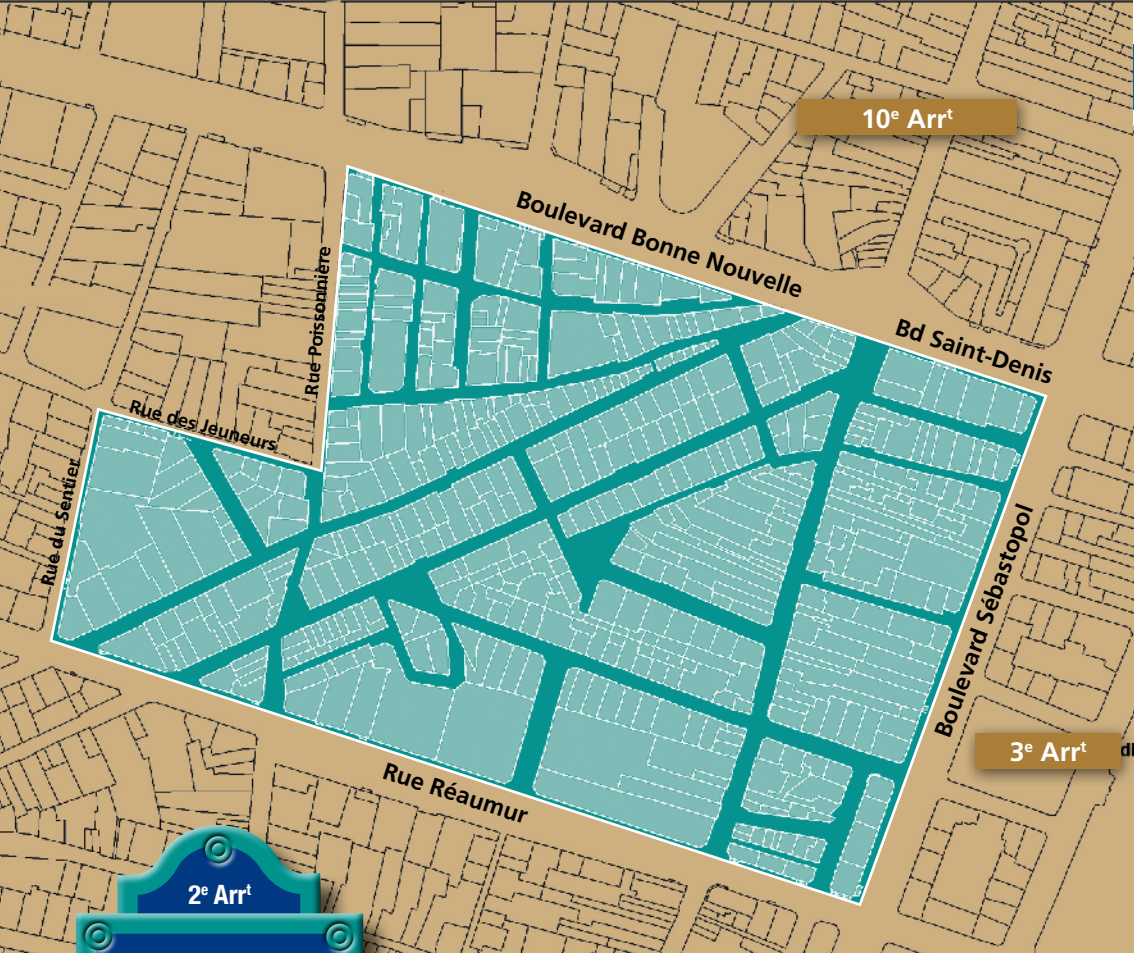 10e Arrt
Boulevard Bonne Nouvelle
Bd Saint-Denis
Rue Poissonnière
Rue des Jeuneurs
Rue du Sentier
Boulevard Sébastopol
3e Arrt
Rue Réaumur
2e Arrt